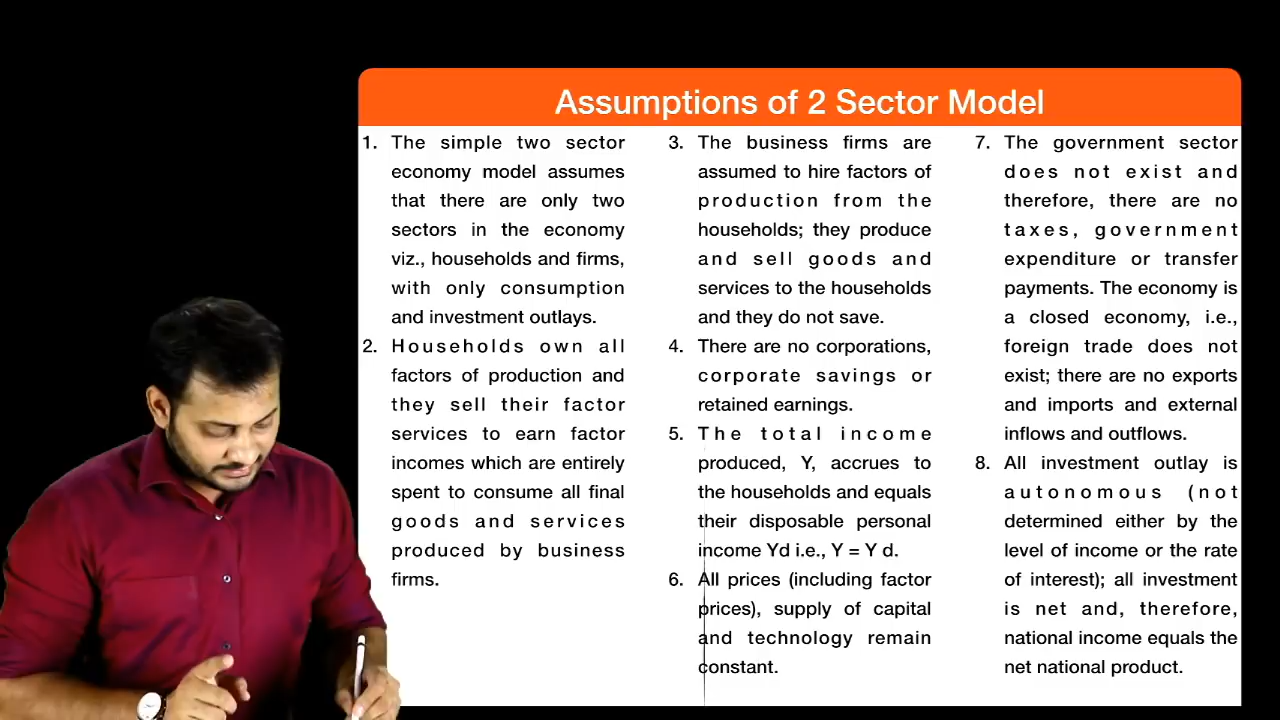 Assumptions of 2 Sector Model
1. The simple two sector
economy model assumes
that there are only two
sectors in the economy
viz., households and firms,
with only consumption
and investment outlays.
2. Households own all
factors of production and
they sell their factor
services to earn factor
incomes which are entirely
spent to consume all final
goods and services
produced by business
firms.
3. The business firms are
assumed to hire factors of
production from the
households; they produce
and sell goods and
services to the households
and they do not save.
4. There are no corporations,
corporate savings or
retained earnings.
5. The total income
produced, Y, accrues to
the households and equals
their disposable personal
income Yd i.e., Y = Y d.
6. All prices (including factor
prices), supply of capital
and technology remain
constant.
7. The government sector
does not exist and
therefore, there are no
taxes, government
expenditure or transfer
payments. The economy is
a closed economy, i.e.,
foreign trade does not
exist; there are no exports
and imports and external
inflows and outflows.
8. All investment outlay is
autonomous (not
determined either by the
level of income or the rate
of interest); all investment
is net and, therefore,
national income equals the
net national product.